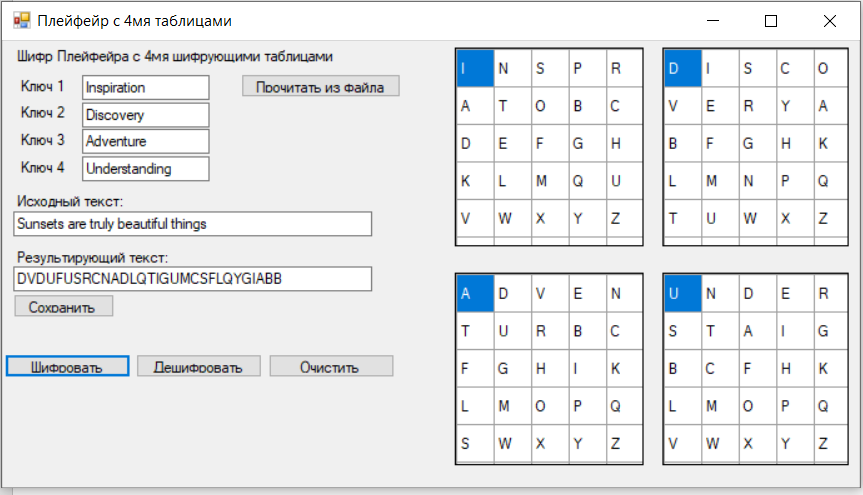 Плейфейр с 4мя таблицами
Шифр Плейфейра с 4мя шифрующими таблицами
Ключ 1 Inspiration Прочитать из файла
Ключ 2 Discovery
Ключ 3 Adventure
Ключ 4 Understanding
Исходный текст:
Sunsets are truly beautiful things
Результирующий текст:
DVDUFUSRCNADLQTIGUMCSFLQYGIABB
Сохранить
Шифровать Дешифровать Очистить
I N S P R
A T O B C
D E F G H
K L M Q U
V W X Y Z
D I S C O
V E R Y A
B F G H K
L M N P Q
T U W X Z
A D V E N
T U R B C
F G H I K
L M O P Q
S W X Y Z
U N D E R
S T A I G
B C F H K
L M O P Q
V W X Y Z